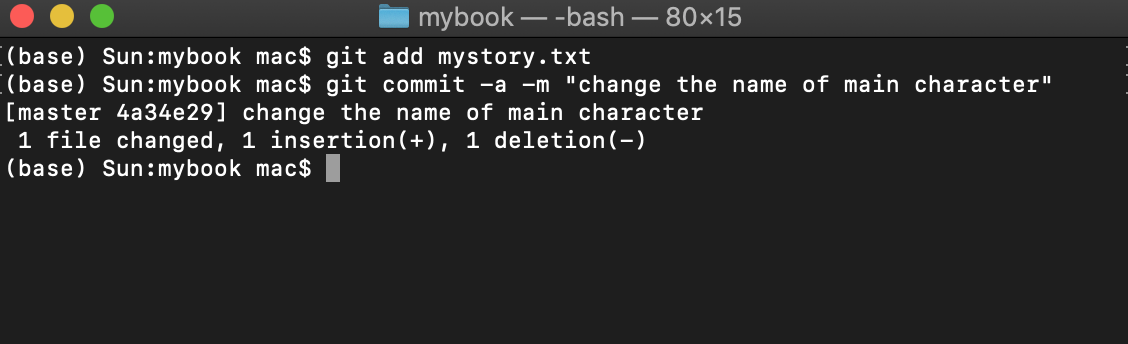 mybook — -bash — 80×15
(base) Sun:mybook mac$ git add mystory.txt
(base) Sun:mybook mac$ git commit -a -m "change the name of main character"
[master 4a34e29] change the name of main character
 1 file changed, 1 insertion(+), 1 deletion(-)
(base) Sun:mybook mac$